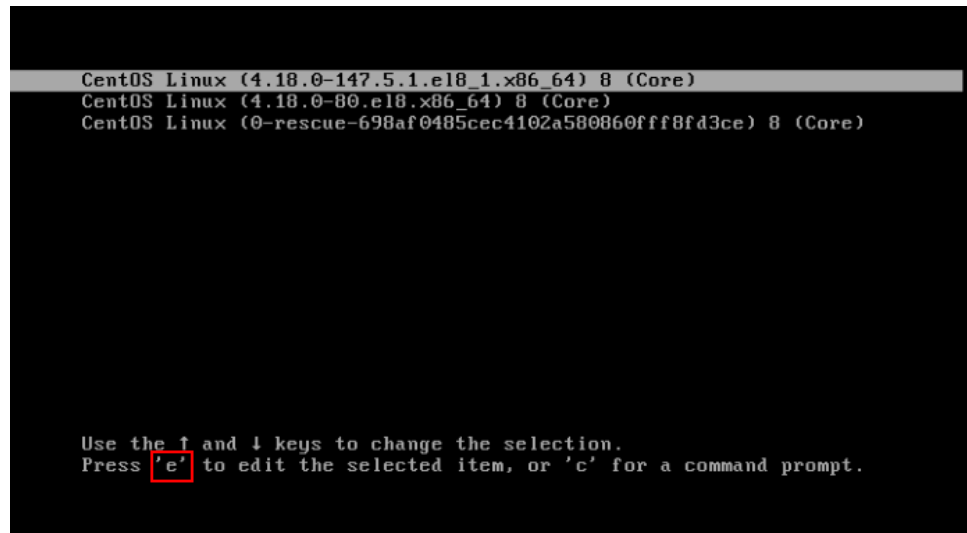 CentOS Linux (4.18.0-147.5.1.el8_1.x86_64) 8 (Core)
CentOS Linux (4.18.0-80.el8.x86_64) 8 (Core)
CentOS Linux (0-rescue-698af0485cec4102a580860fff8fd3ce) 8 (Core)
Use the ↑ and ↓ keys to change the selection.
Press 'e' to edit the selected item, or 'c' for a command prompt.